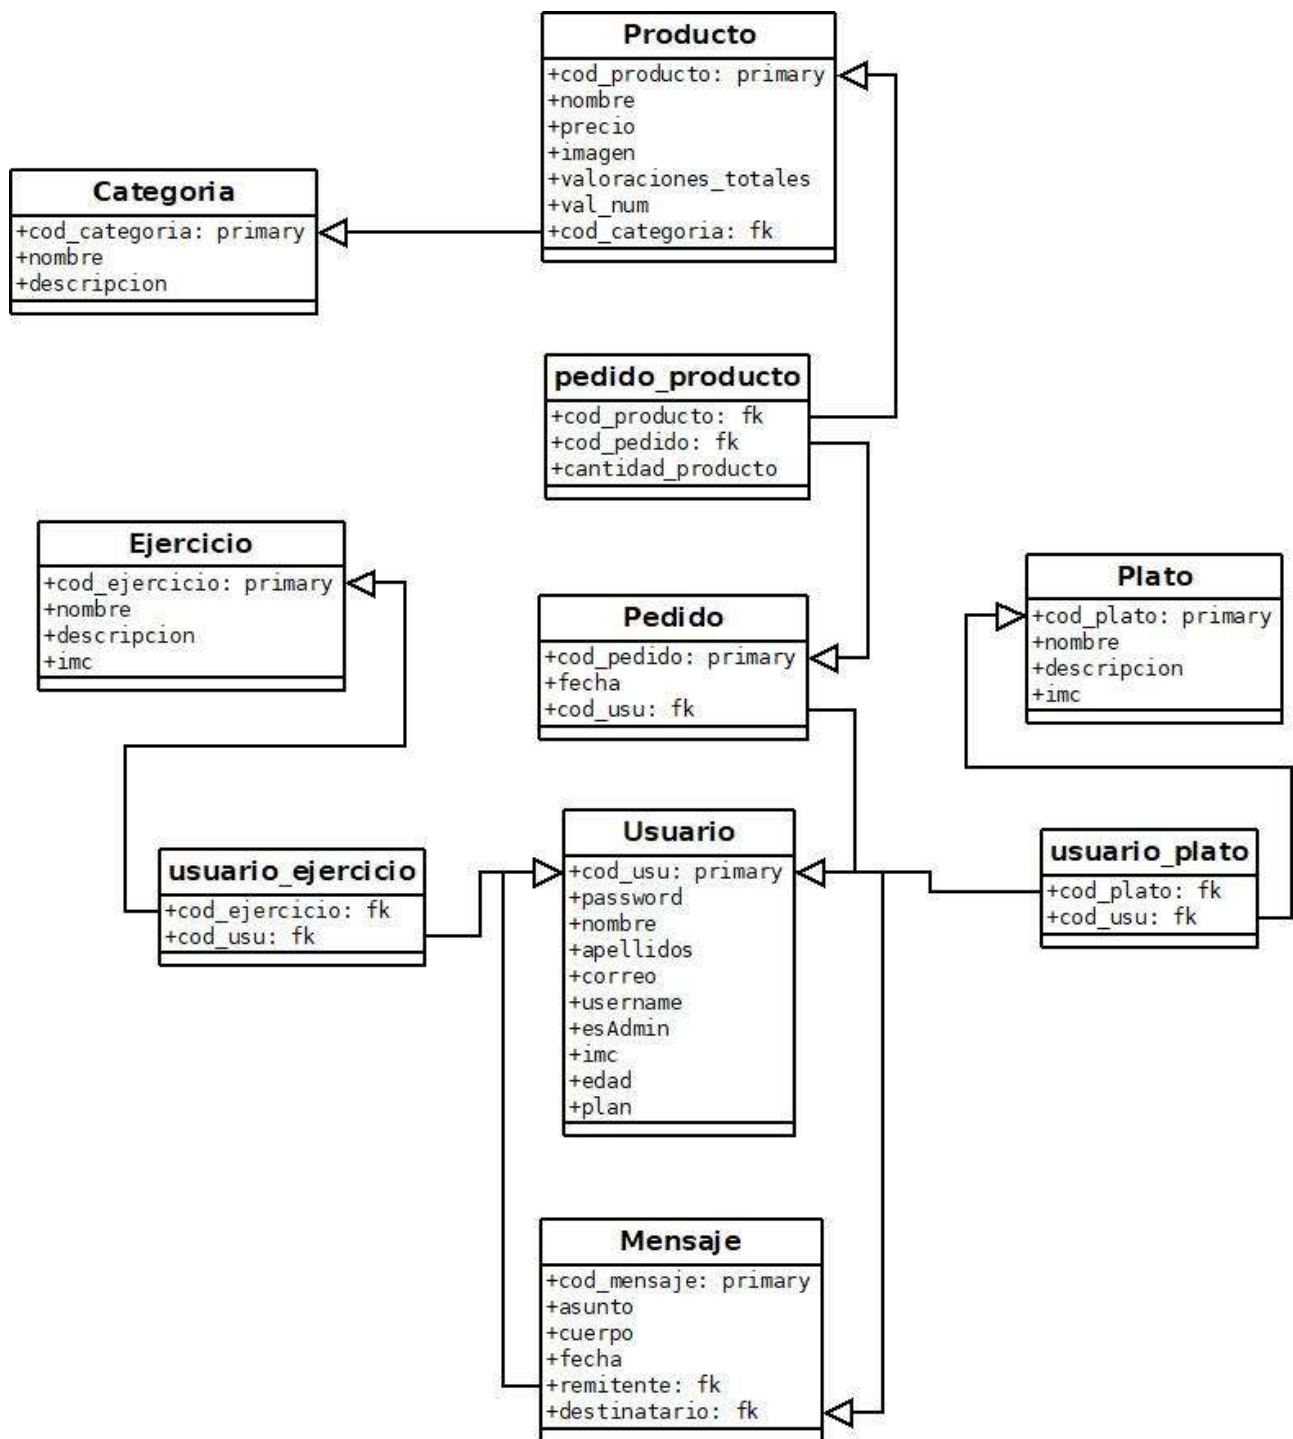 Producto
+cod_producto: primary
+nombre
+precio
+imagen
+valoraciones_totales
+val_num
+cod_categoria: fk
Categoria
+cod_categoria: primary
+nombre
+descripcion
pedido_producto
+cod_producto: fk
+cod_pedido: fk
+cantidad_producto
Ejercicio
+cod_ejercicio: primary
+nombre
+descripcion
+imc
Pedido
+cod_pedido: primary
+fecha
+cod_usu: fk
Plato
+cod_plato: primary
+nombre
+descripcion
+imc
usuario_ejercicio
+cod_ejercicio: fk
+cod_usu: fk
Usuario
+cod_usu: primary
+password
+nombre
+apellidos
+correo
+username
+esAdmin
+imc
+edad
+plan
usuario_plato
+cod_plato: fk
+cod_usu: fk
Mensaje
+cod_mensaje: primary
+asunto
+cuerpo
+fecha
+remitente: fk
+destinatario: fk